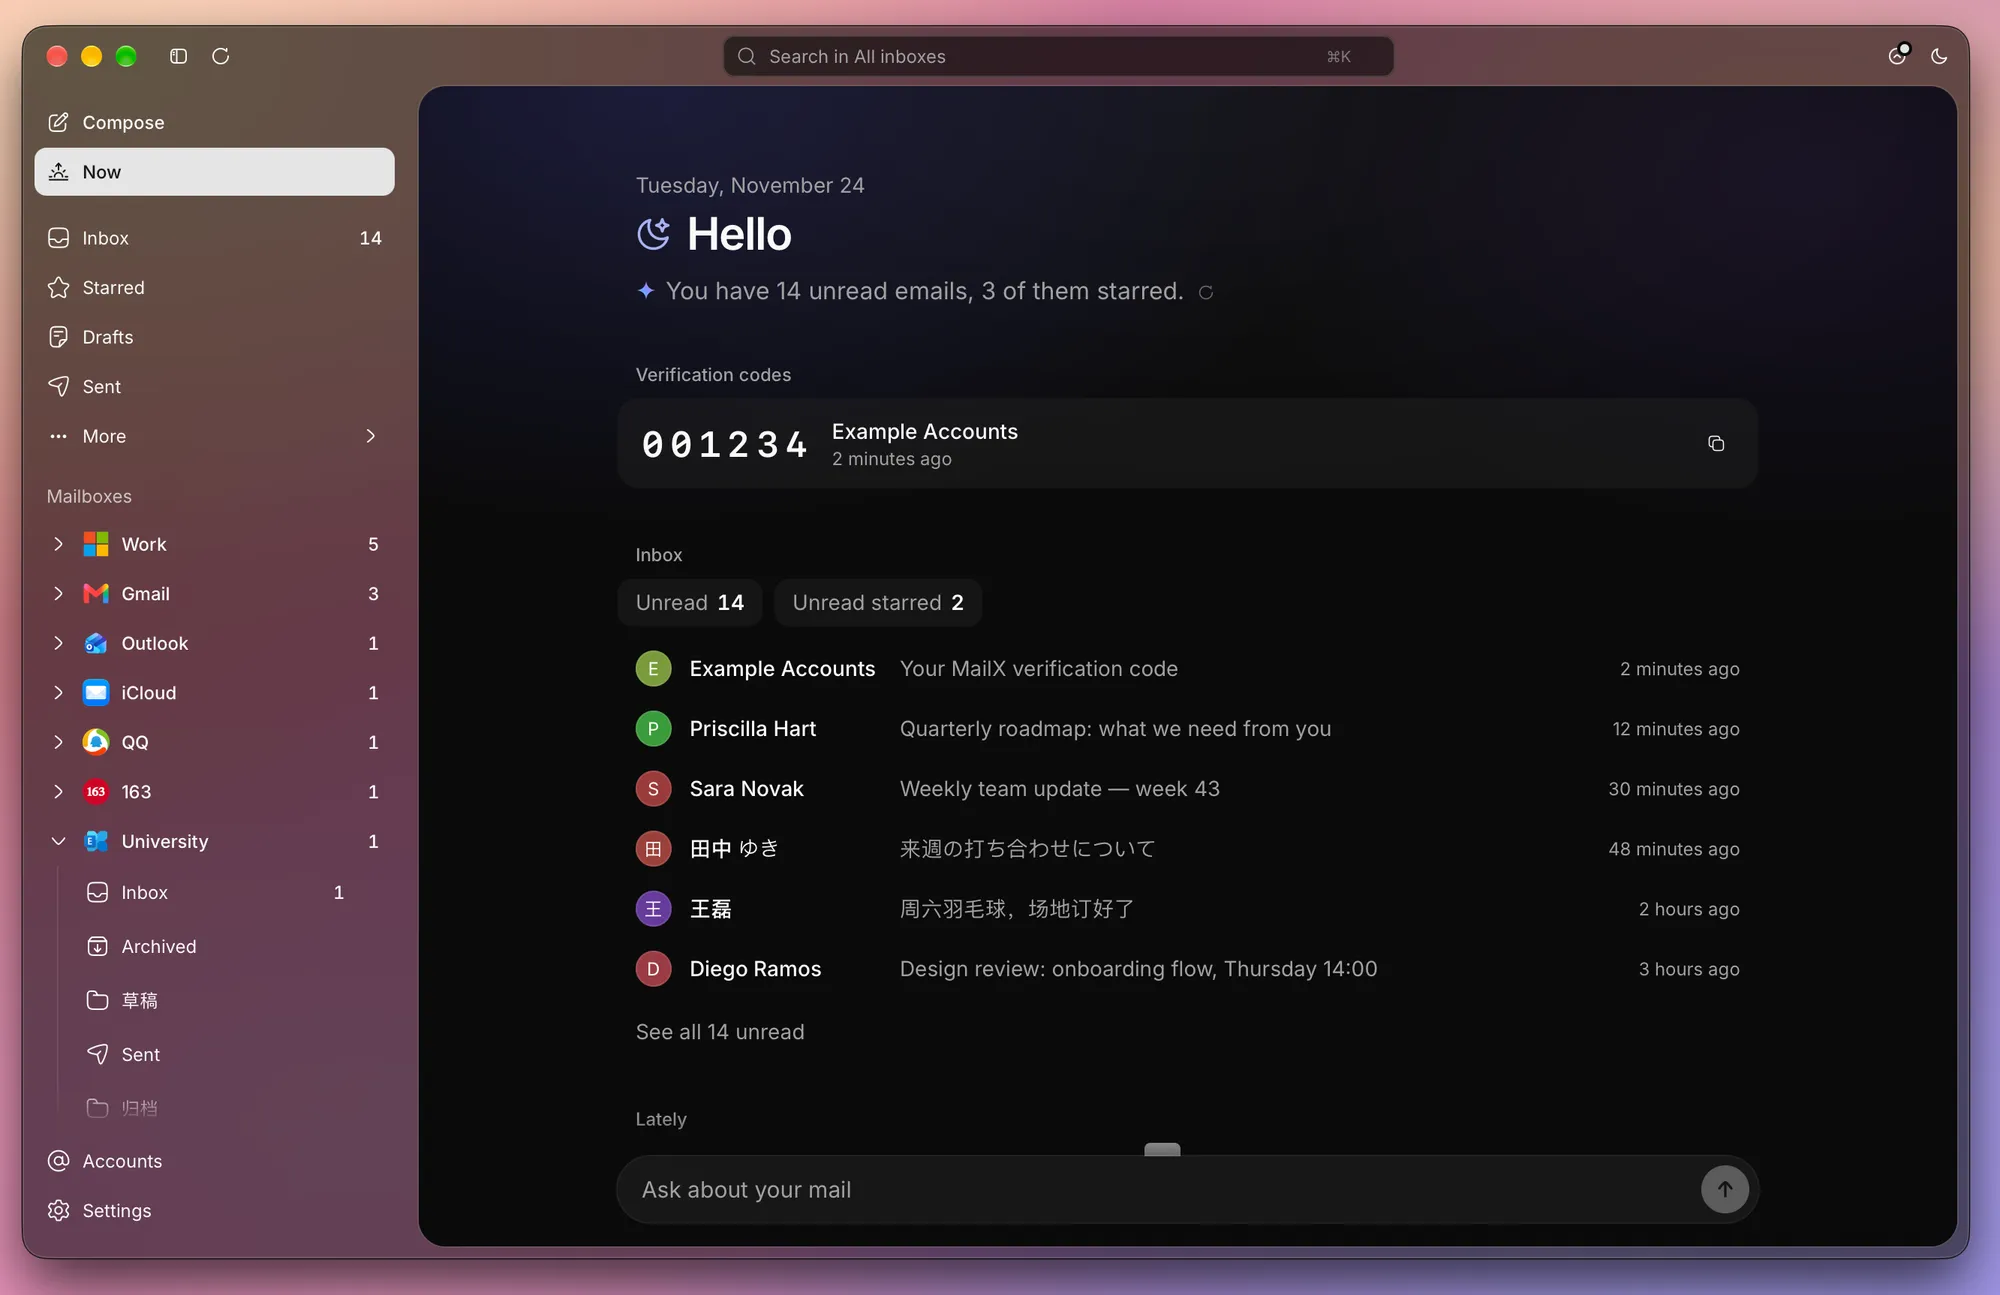 Search in All inboxes ⌘K
Compose
Now
Inbox 14
Starred
Drafts
Sent
More
Mailboxes
Work 5
Gmail 3
Outlook 1
iCloud 1
QQ 1
163 163 1
University 1
Inbox 1
Archived
草稿
Sent
归档
Accounts
Settings
Tuesday, November 24
Hello
You have 14 unread emails, 3 of them starred.
Verification codes
001234
Example Accounts
2 minutes ago
Inbox
Unread 14 Unread starred 2
E Example Accounts Your MailX verification code 2 minutes ago
P Priscilla Hart Quarterly roadmap: what we need from you 12 minutes ago
S Sara Novak Weekly team update — week 43 30 minutes ago
田 田中 ゆき 来週の打ち合わせについて 48 minutes ago
王 王磊 周六羽毛球，场地订好了 2 hours ago
D Diego Ramos Design review: onboarding flow, Thursday 14:00 3 hours ago
See all 14 unread
Lately
Ask about your mail